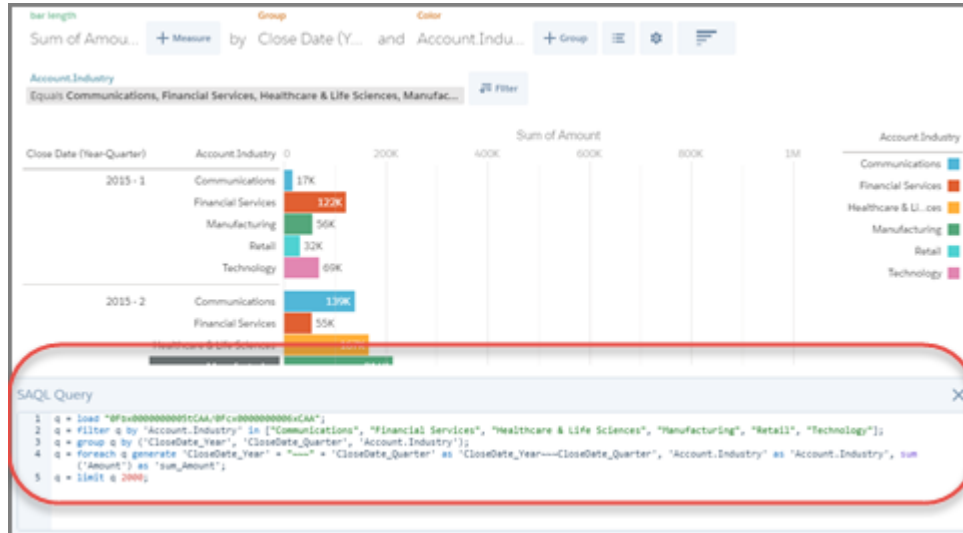 bar length Group Color
Sum of Amou... + Measure by Close Date (Y... and Account.Indu... + Group
Account.Industry
Equals Communications, Financial Services, Healthcare & Life Sciences, Manufac... Filter
Sum of Amount
Close Date (Year-Quarter) Account.Industry 0 200K 400K 600K 800K 1M
Account.Industry
Communications
Financial Services
Healthcare & Li...ces
Manufacturing
Retail
Technology
2015 - 1 Communications 17K
Financial Services 122K
Manufacturing 56K
Retail 32K
Technology 69K
2015 - 2 Communications 139K
Financial Services 55K
Healthcare & Life Sciences
SAQL Query
1 q = load
2 q = filter q by 'Account.Industry' in ["Communications", "Financial Services", "Healthcare & Life Sciences", "Manufacturing", "Retail", "Technology"];
3 q = group q by ('CloseDate_Year', 'CloseDate_Quarter', 'Account.Industry');
4 q = foreach q generate 'CloseDate_Year' + "~~~" + 'CloseDate_Quarter' as 'CloseDate_Year~~~CloseDate_Quarter', 'Account.Industry' as 'Account.Industry', sum
('Amount') as 'sum_Amount';
5 q = limit q 2000;